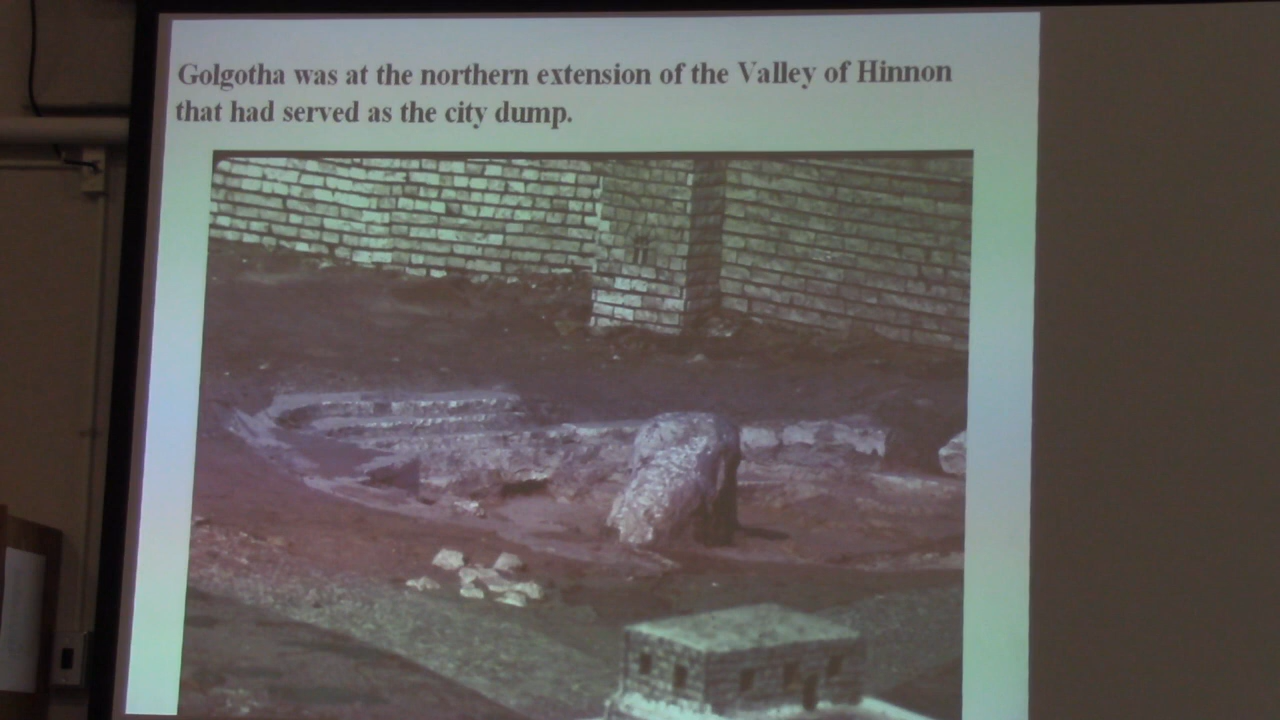 Golgotha was at the northern extension of the Valley of Hinnon
that had served as the city dump.